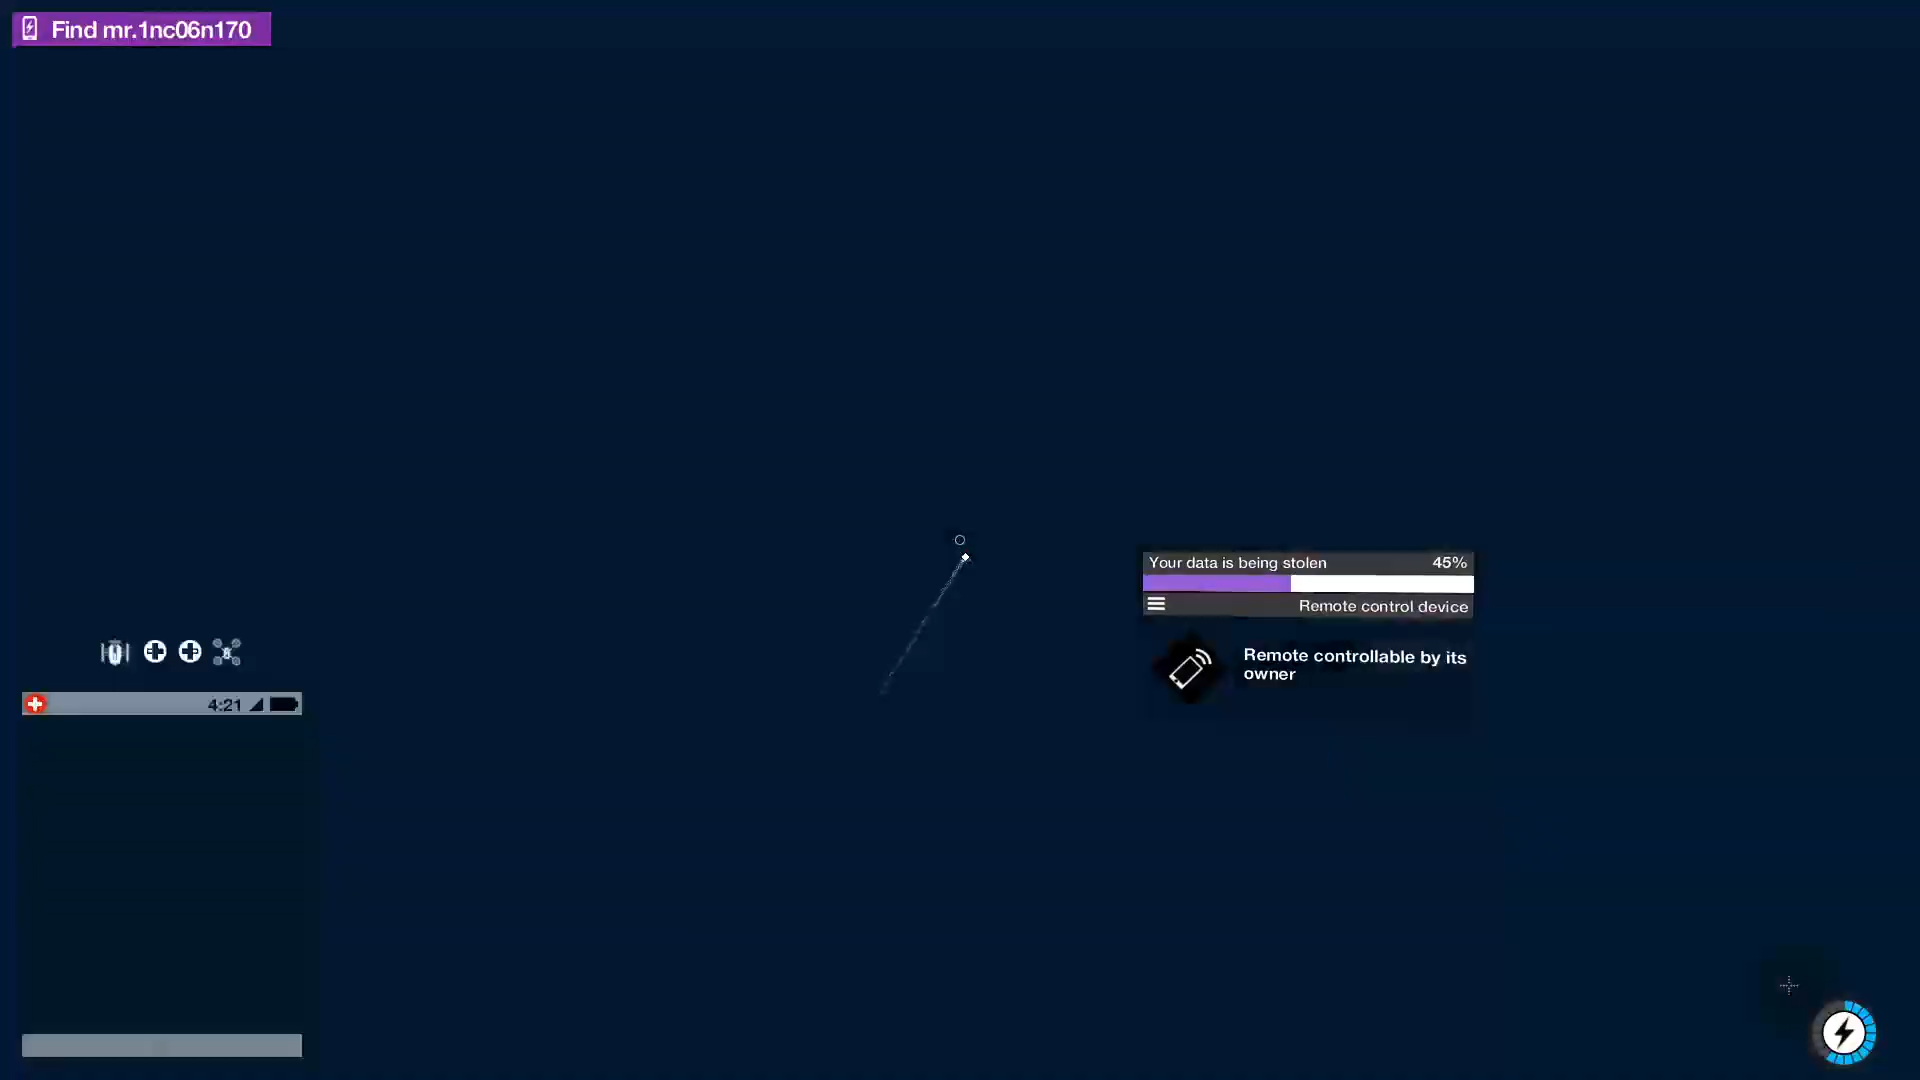 Find mr.1nc06n170
Your data is being stolen 45%
Remote control device
Remote controllable by its
owner
4:21